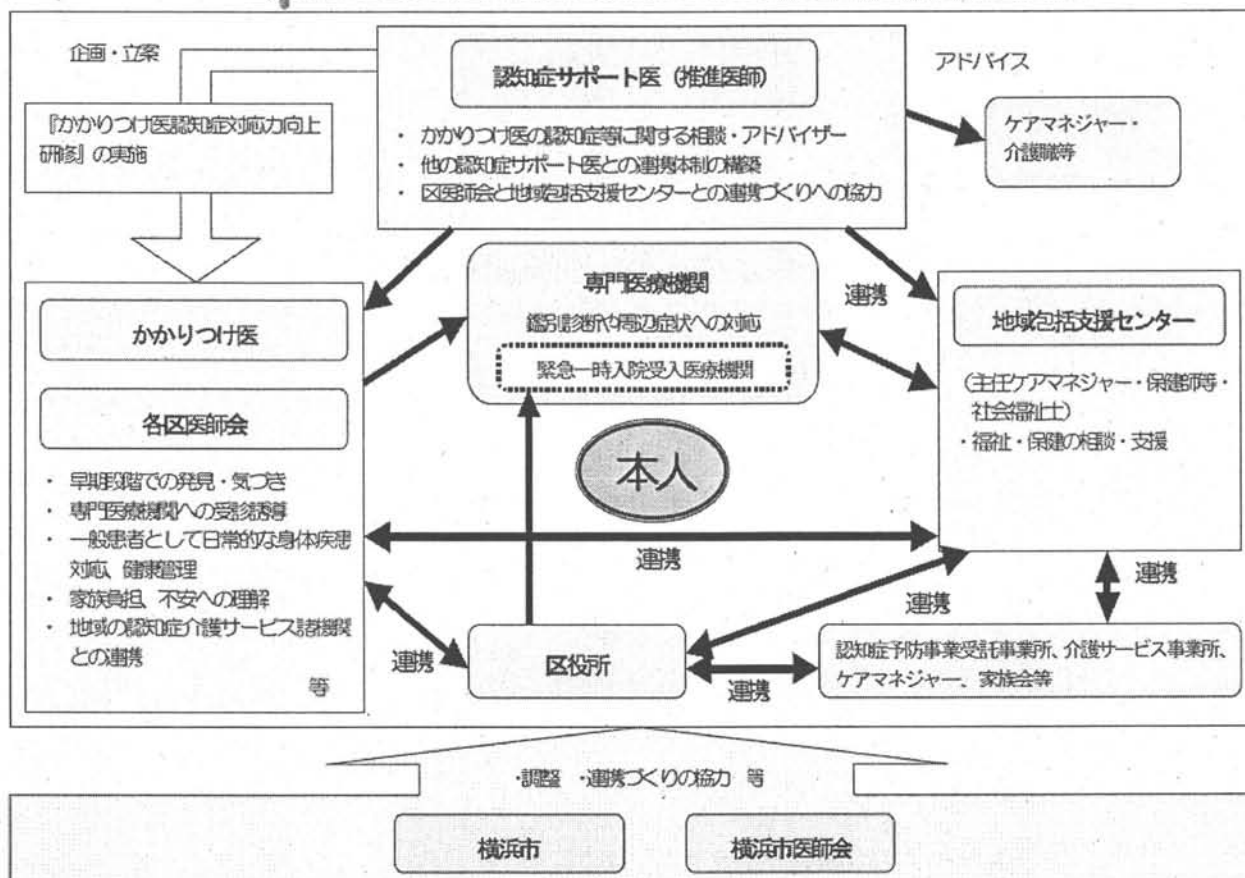 企画・立案
『かかりつけ医認知症対応力向上
研修』の実施
認知症サポート医（推進医師）
・ かかりつけ医の認知症等に関する相談・アドバイザー
・ 他の認知症サポート医との連携体制の構築
・ 区医師会と地域包括支援センターとの連携づくりへの協力
アドバイス
ケアマネジャー・
介護職等
専門医療機関
鑑別診断や周辺症状への対応
緊急一時入院受入医療機関
連携
かかりつけ医
各区医師会
・ 早期段階での発見・気づき
・ 専門医療機関への受診誘導
・ 一般患者として日常的な身体疾患
対応、健康管理
・ 家族負担、不安への理解
・ 地域の認知症介護サービス諸機関
との連携
等
地域包括支援センター
（主任ケアマネジャー・保健師等・
社会福祉士）
・福祉・保健の相談・支援
本人
連携
連携
連携
連携
区役所
連携
認知症予防事業受託事業所、介護サービス事業所、
ケアマネジャー、家族会等
・調整 ・連携づくりの協力 等
横浜市
横浜市医師会